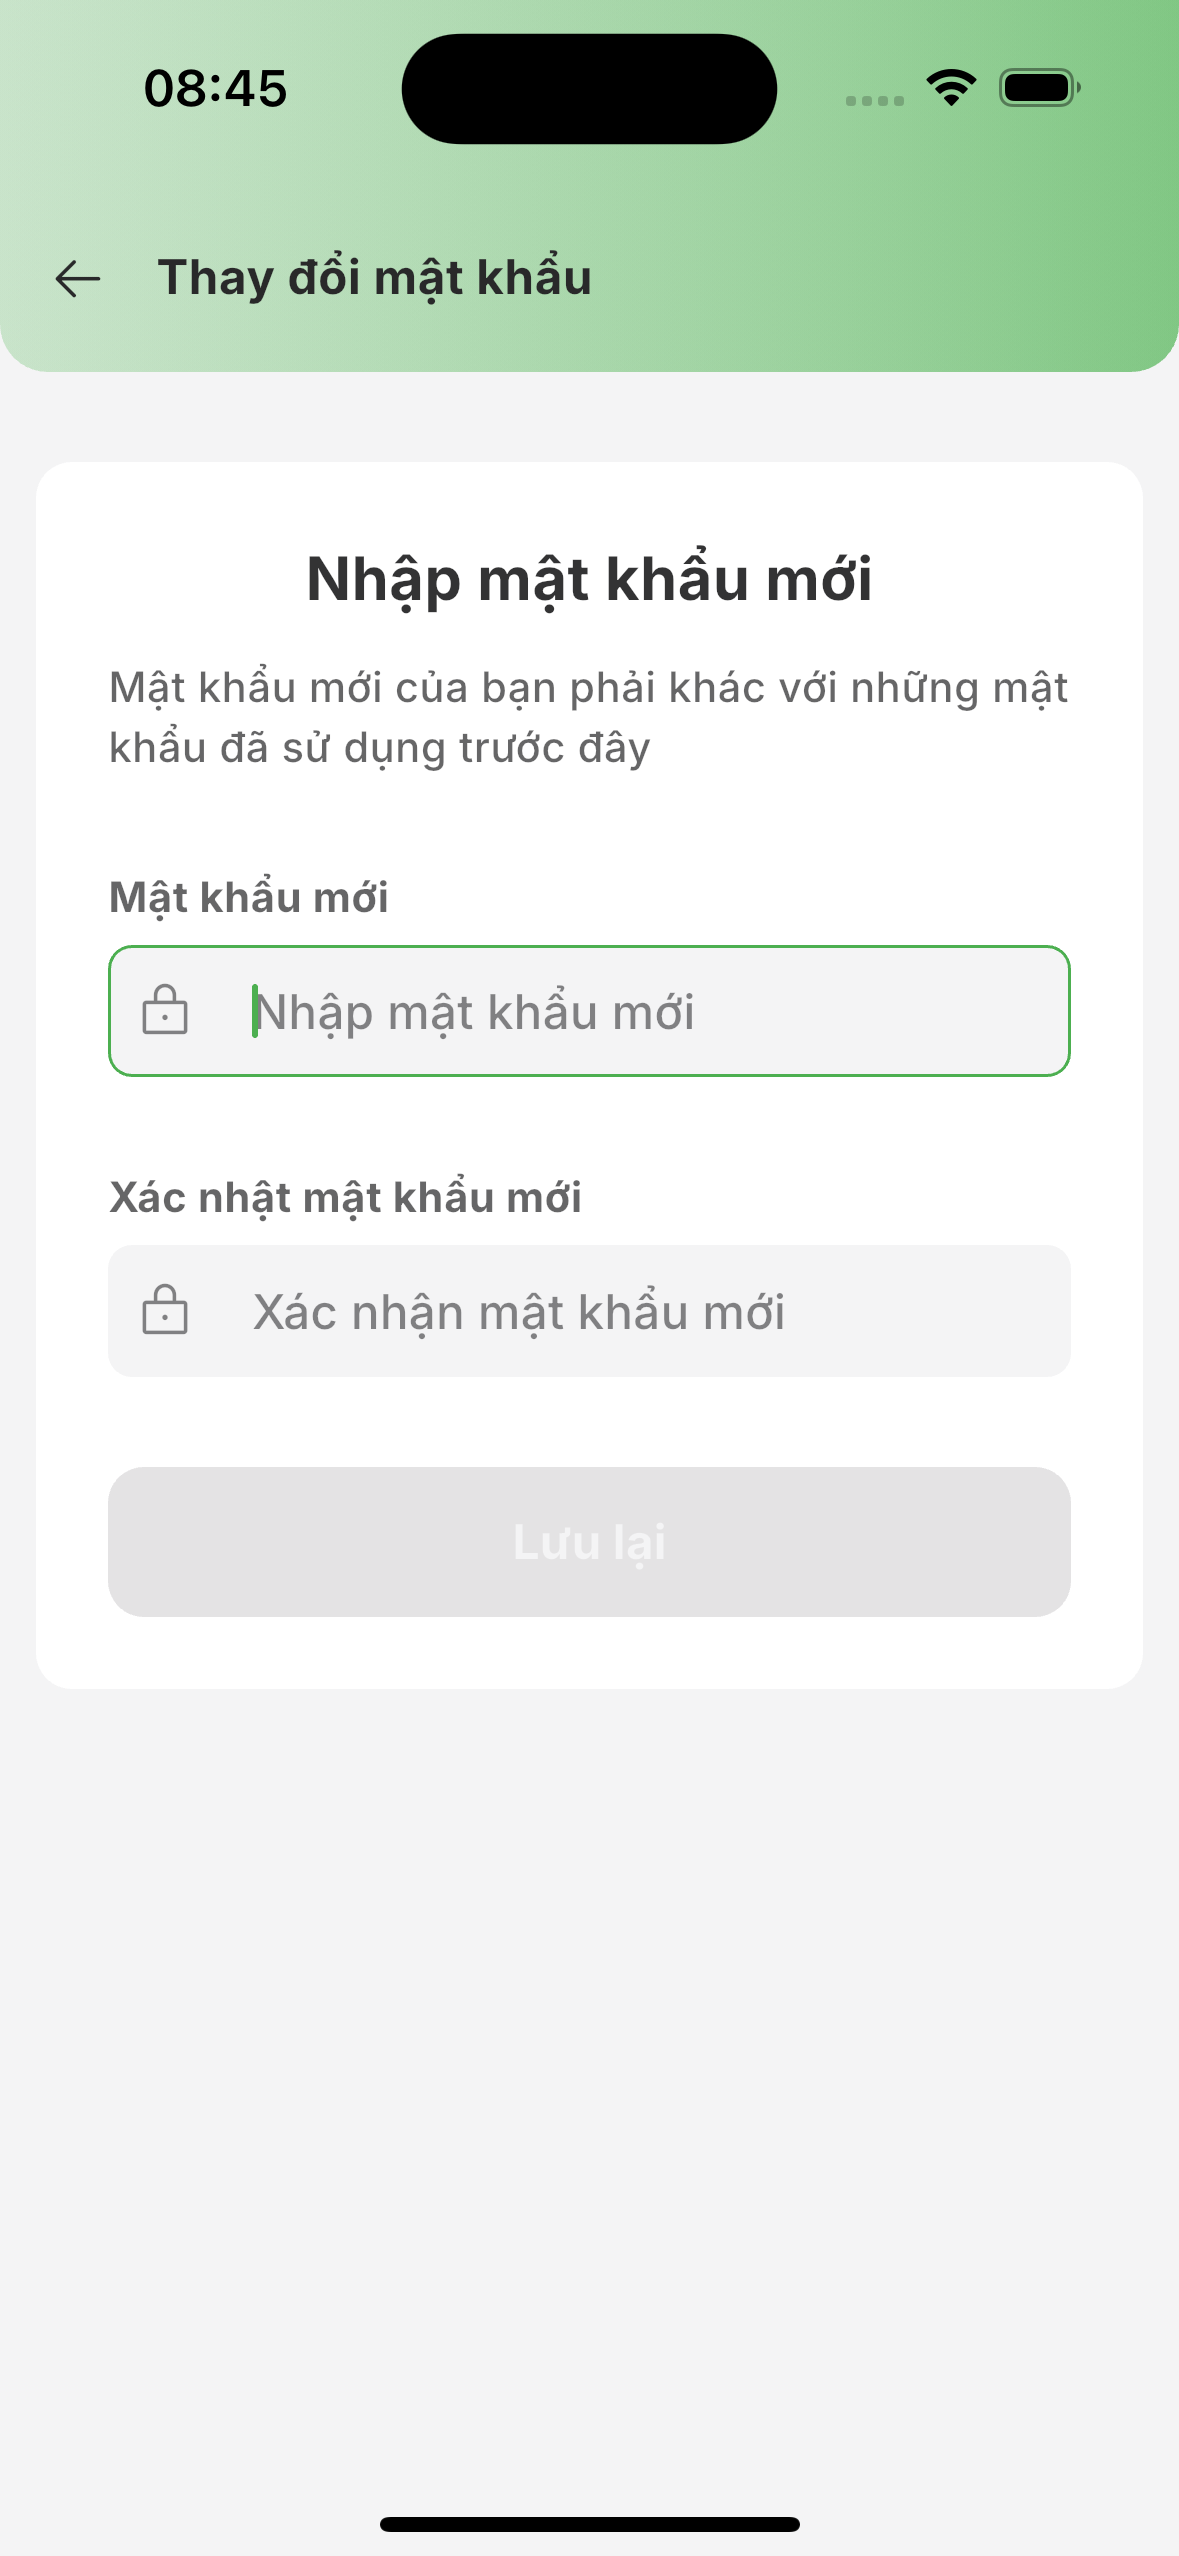 08:45
Thay đổi mật khẩu
Nhập mật khẩu mới
Mật khẩu mới của bạn phải khác với những mật
khẩu đã sử dụng trước đây
Mật khẩu mới
Nhập mật khẩu mới
Xác nhật mật khẩu mới
Xác nhận mật khẩu mới
Lưu lại